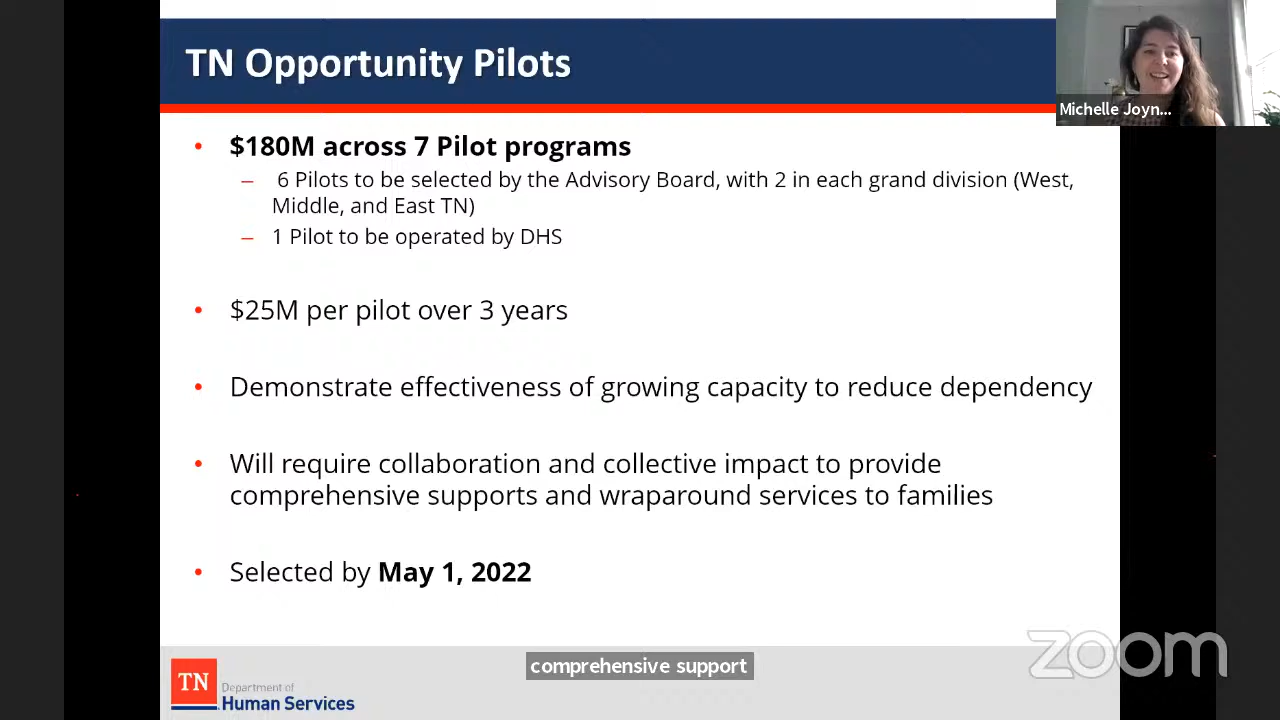 TN Opportunity Pilots
Michelle Joyn...
• $180M across 7 Pilot programs
– 6 Pilots to be selected by the Advisory Board, with 2 in each grand division (West,
Middle, and East TN)
– 1 Pilot to be operated by DHS
• $25M per pilot over 3 years
• Demonstrate effectiveness of growing capacity to reduce dependency
• Will require collaboration and collective impact to provide
comprehensive supports and wraparound services to families
• Selected by May 1, 2022
zoom
comprehensive support
TN
Department of
Human Services